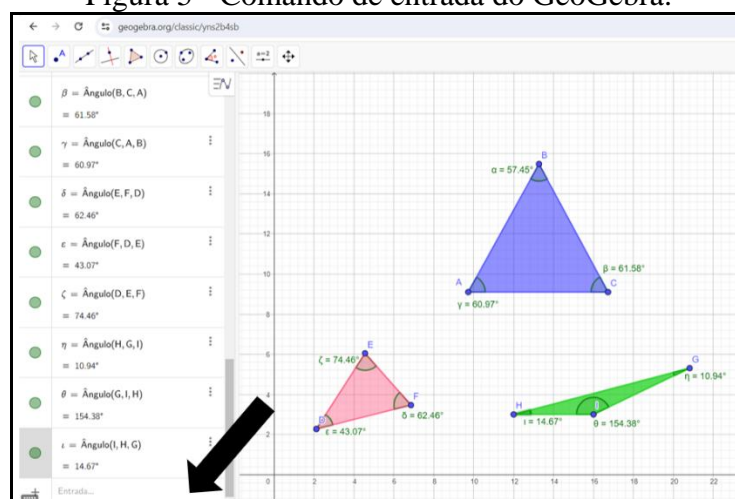 Figura 5 - Comando de entrada do GeoGebra.
geogebra.org/classic/yns2b4sb
a=2
β = Ângulo(B, C, A)
= 61.58°
γ = Ângulo(C, A, B)
= 60.97°
δ = Ângulo(E, F, D)
= 62.46°
ε = Ângulo(F, D, E)
= 43.07°
ζ = Ângulo(D, E, F)
= 74.46°
η = Ângulo(H, G, I)
= 10.94°
θ = Ângulo(G, I, H)
= 154.38°
ι = Ângulo(I, H, G)
= 14.67°
Entrada...
18
16
14
12
10
8
6
4
2
0
2
4
6
8
10
12
14
16
18
20
22
B
α = 57.45°
A
γ = 60.97°
β = 61.58°
C
E
ζ = 74.46°
F
δ = 62.46°
D
ε = 43.07°
G
η = 10.94°
H
ι = 14.67°
I
θ = 154.38°